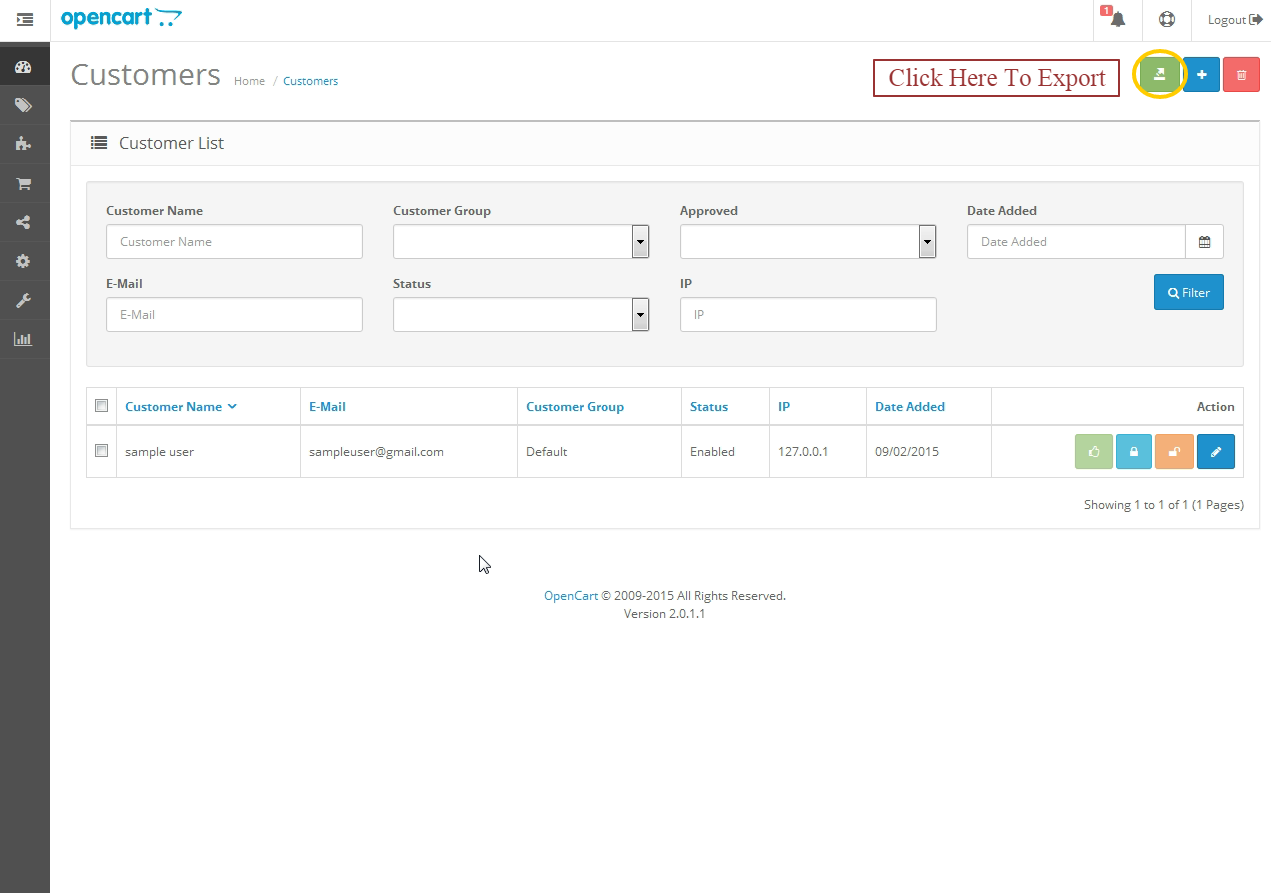 opencart
1
Logout
Customers Home / Customers
Click Here To Export
Customer List
Customer Name Customer Group Approved Date Added
Customer Name Date Added
E-Mail Status IP
E-Mail IP Filter
Customer Name E-Mail Customer Group Status IP Date Added Action
sample user sampleuser@gmail.com Default Enabled 127.0.0.1 09/02/2015
Showing 1 to 1 of 1 (1 Pages)
OpenCart © 2009-2015 All Rights Reserved.
Version 2.0.1.1